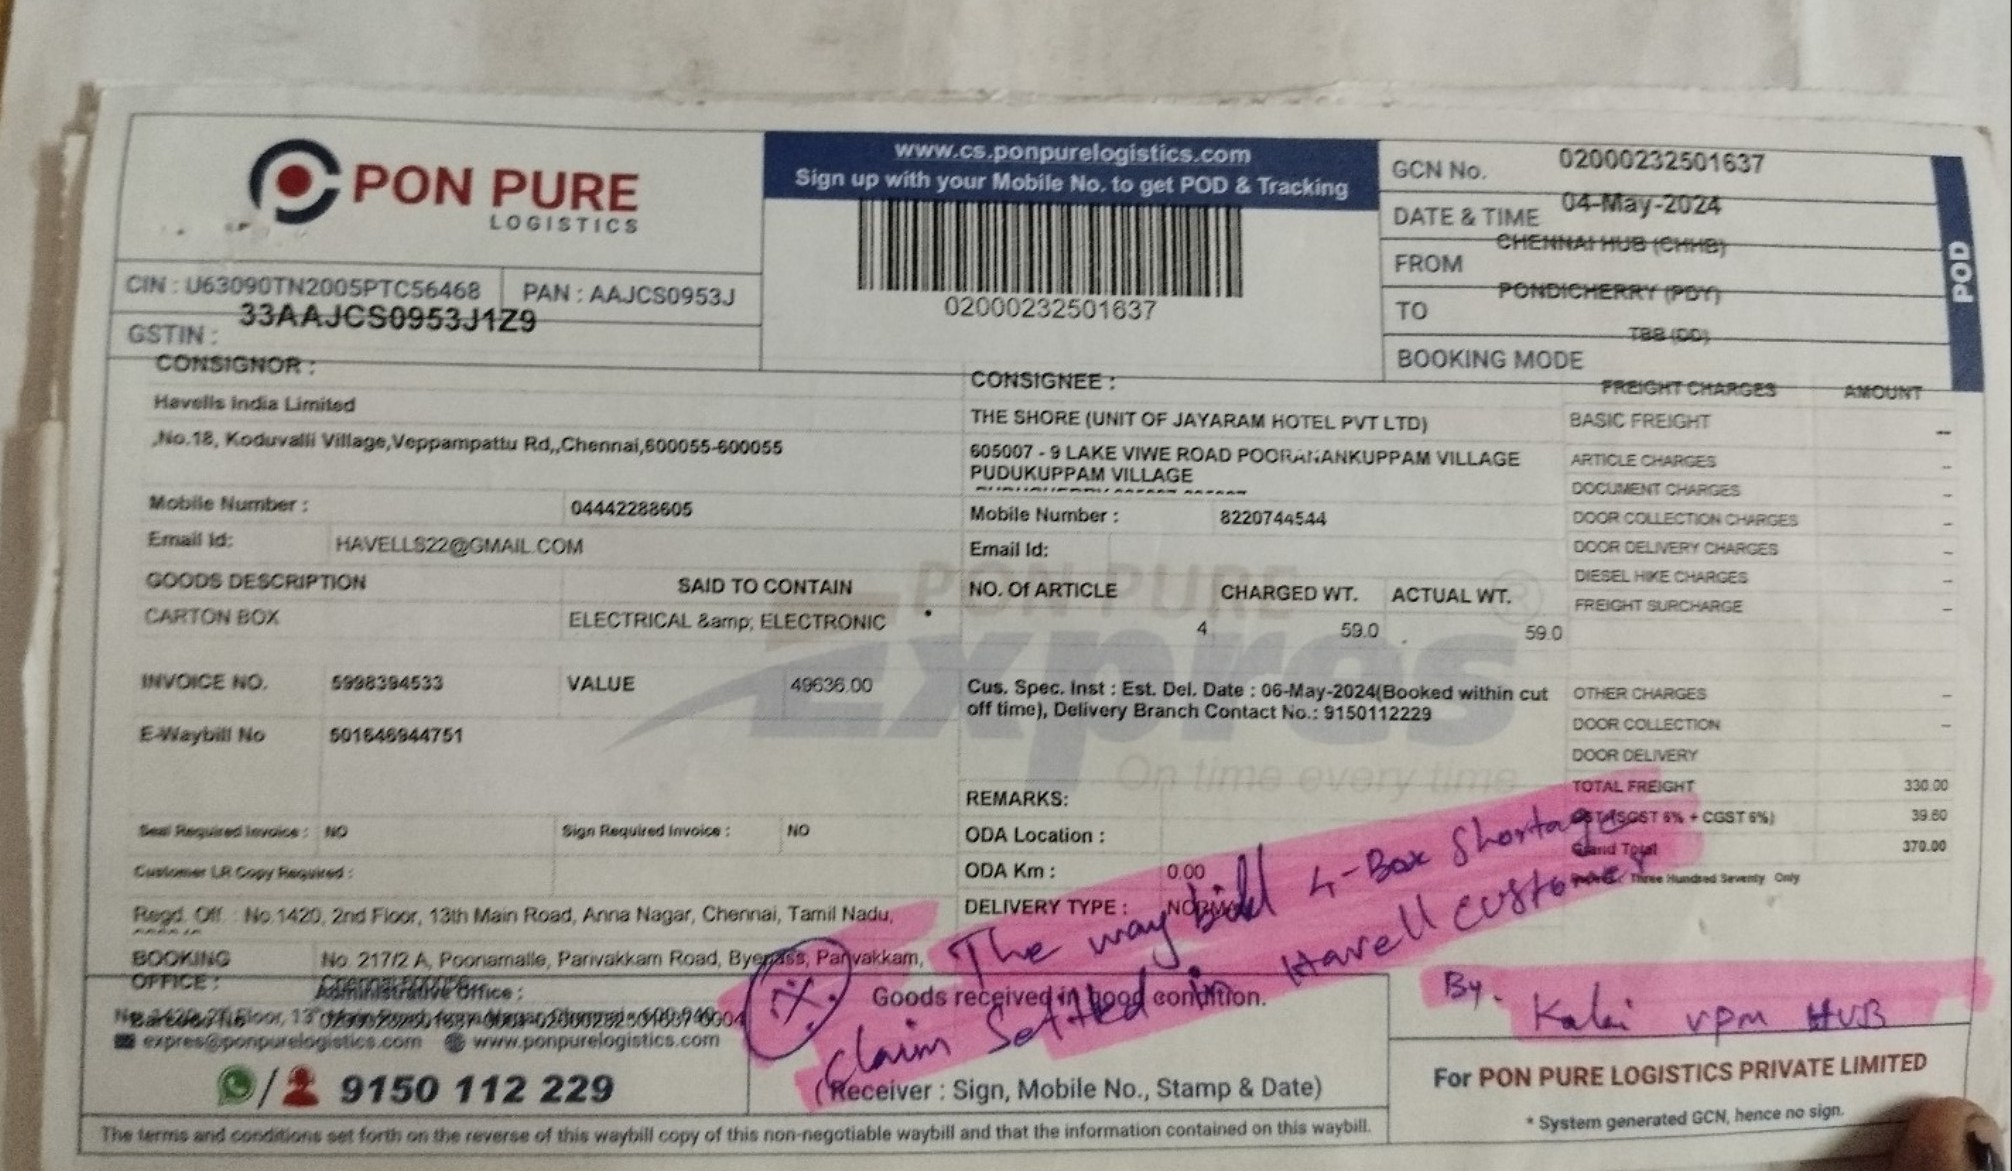 PON PURE
LOGISTICS
www.cs.ponpurelogistics.com
Sign up with your Mobile No. to get POD & Tracking
02000232501637
GCN No. 02000232501637
DATE & TIME 04-May-2024
FROM CHENNAI HUB (CHHB)
TO PONDICHERRY (PDY)
BOOKING MODE TBB (DD)
POD
CIN : U63090TN2005PTC56468 PAN : AAJCS0953J
GSTIN : 33AAJCS0953J1Z9
CONSIGNOR :
Havells India Limited
,No.18, Koduvalli Village,Veppampattu Rd,,Chennai,600055-600055
Mobile Number : 04442288605
Email Id: HAVELLS22@GMAIL.COM
CONSIGNEE :
THE SHORE (UNIT OF JAYARAM HOTEL PVT LTD)
605007 - 9 LAKE VIWE ROAD POORANANKUPPAM VILLAGE
PUDUKUPPAM VILLAGE
Mobile Number : 8220744544
Email Id:
FREIGHT CHARGES AMOUNT
BASIC FREIGHT --
ARTICLE CHARGES --
DOCUMENT CHARGES --
DOOR COLLECTION CHARGES --
DOOR DELIVERY CHARGES --
DIESEL HIKE CHARGES --
FREIGHT SURCHARGE --
OTHER CHARGES --
DOOR COLLECTION --
DOOR DELIVERY
TOTAL FREIGHT 330.00
GST (SGST 6% + CGST 6%) 39.60
Grand Total 370.00
Three Hundred Seventy Only
GOODS DESCRIPTION SAID TO CONTAIN NO. Of ARTICLE CHARGED WT. ACTUAL WT.
CARTON BOX ELECTRICAL &amp; ELECTRONIC 4 59.0 59.0
PON PURE
Expres
On time every time
INVOICE NO. 5998394533 VALUE 49636.00
E-Waybill No 501646944751
Cus. Spec. Inst : Est. Del. Date : 06-May-2024(Booked within cut
off time), Delivery Branch Contact No.: 9150112229
REMARKS:
ODA Location :
ODA Km : 0.00
DELIVERY TYPE : NORMAL
Seal Required Invoice : NO Sign Required Invoice : NO
Customer LR Copy Required :
Regd. Off. : No.1420, 2nd Floor, 13th Main Road, Anna Nagar, Chennai, Tamil Nadu,
BOOKING OFFICE : No. 217/2 A, Poonamalle, Parivakkam Road, Byepass, Parivakkam,
Administrative Office :
expres@ponpurelogistics.com www.ponpurelogistics.com
9150 112 229
The way bill 4-Box Shortage
Claim Settled in Havell Customer
By. Kalai vpm HUB
Goods received in good condition.
(Receiver : Sign, Mobile No., Stamp & Date)
For PON PURE LOGISTICS PRIVATE LIMITED
* System generated GCN, hence no sign.
The terms and conditions set forth on the reverse of this waybill copy of this non-negotiable waybill and that the information contained on this waybill.